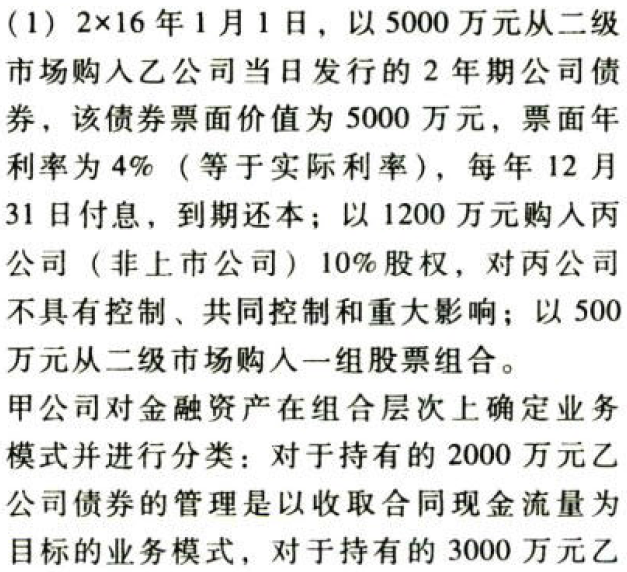 (1) 2×16 年 1 月 1 日，以 5000 万元从二级
市场购入乙公司当日发行的 2 年期公司债
券，该债券票面价值为 5000 万元，票面年
利率为 4%（等于实际利率），每年 12 月
31 日付息，到期还本；以 1200 万元购入丙
公司（非上市公司）10%股权，对丙公司
不具有控制、共同控制和重大影响；以 500
万元从二级市场购入一组股票组合。
甲公司对金融资产在组合层次上确定业务
模式并进行分类：对于持有的 2000 万元乙
公司债券的管理是以收取合同现金流量为
目标的业务模式，对于持有的 3000 万元乙